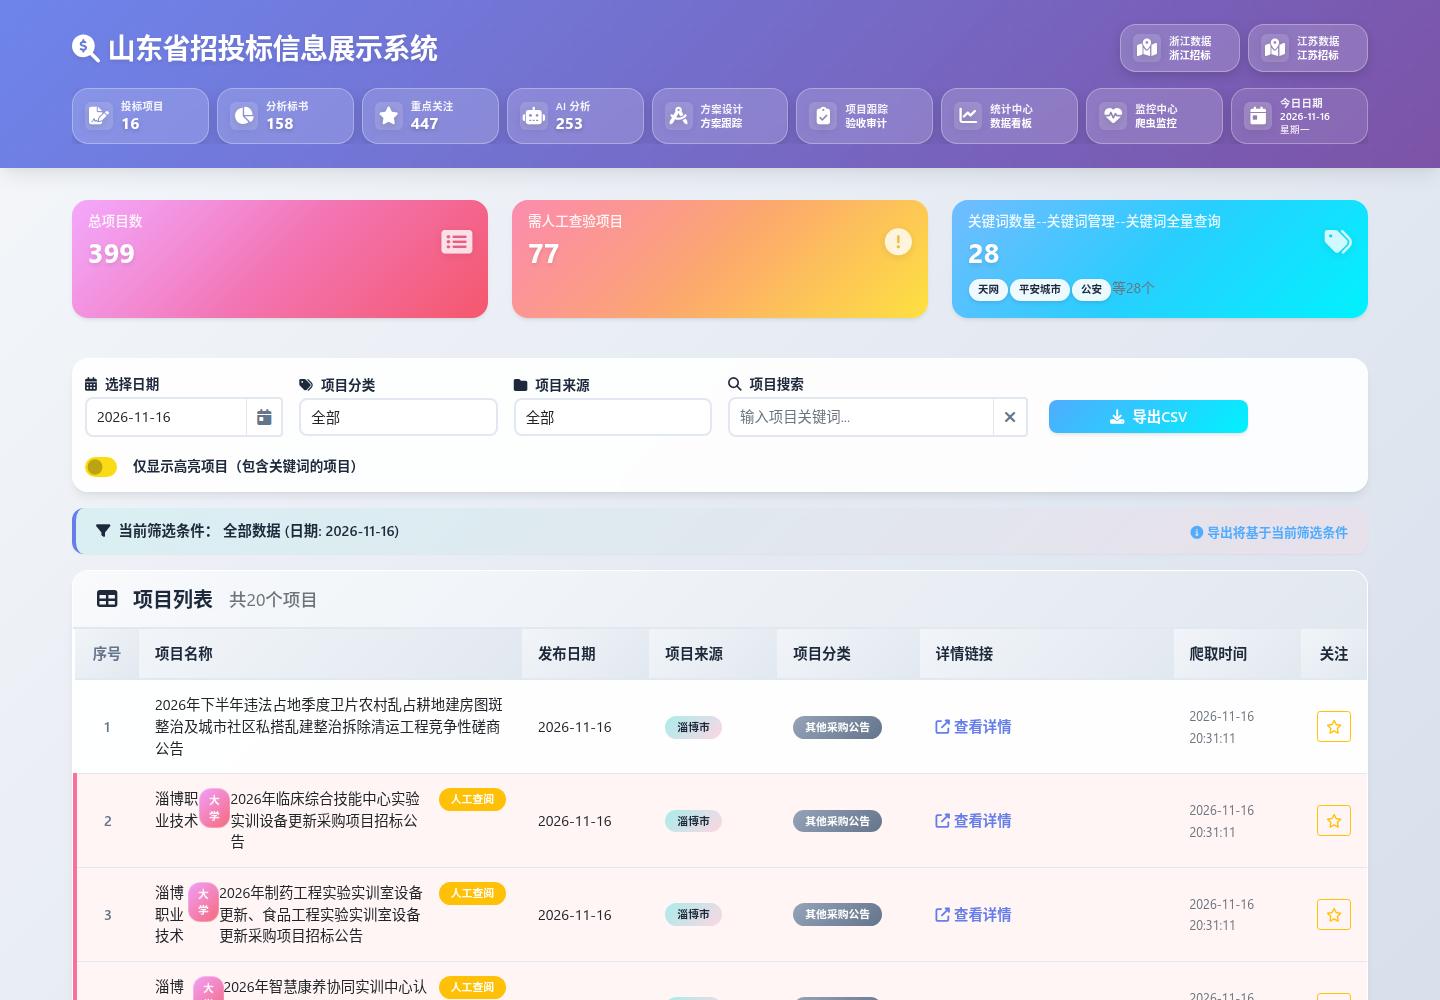 山东省招投标信息展示系统
浙江数据
浙江招标
江苏数据
江苏招标
投标项目
16
分析标书
158
重点关注
447
AI 分析
253
方案设计
方案跟踪
项目跟踪
验收审计
统计中心
数据看板
监控中心
爬虫监控
今日日期
2026-11-16
星期一
总项目数
399
需人工查验项目
77
关键词数量--关键词管理--关键词全量查询
28
天网 平安城市 公安 等28个
选择日期
2026-11-16
项目分类
全部
项目来源
全部
项目搜索
输入项目关键词...
导出CSV
仅显示高亮项目（包含关键词的项目）
当前筛选条件： 全部数据 (日期: 2026-11-16)
导出将基于当前筛选条件
项目列表 共20个项目
序号 项目名称 发布日期 项目来源 项目分类 详情链接 爬取时间 关注
1
2026年下半年违法占地季度卫片农村乱占耕地建房图斑
整治及城市社区私搭乱建整治拆除清运工程竞争性磋商
公告
2026-11-16
淄博市
其他采购公告
查看详情
2026-11-16
20:31:11
2
淄博职
业技术
大
学
2026年临床综合技能中心实验
实训设备更新采购项目招标公
告
人工查阅
2026-11-16
淄博市
其他采购公告
查看详情
2026-11-16
20:31:11
3
淄博
职业
技术
大
学
2026年制药工程实验实训室设备
更新、食品工程实验实训室设备
更新采购项目招标公告
人工查阅
2026-11-16
淄博市
其他采购公告
查看详情
2026-11-16
20:31:11
淄博
大
2026年智慧康养协同实训中心认
人工查阅
2026-11-16